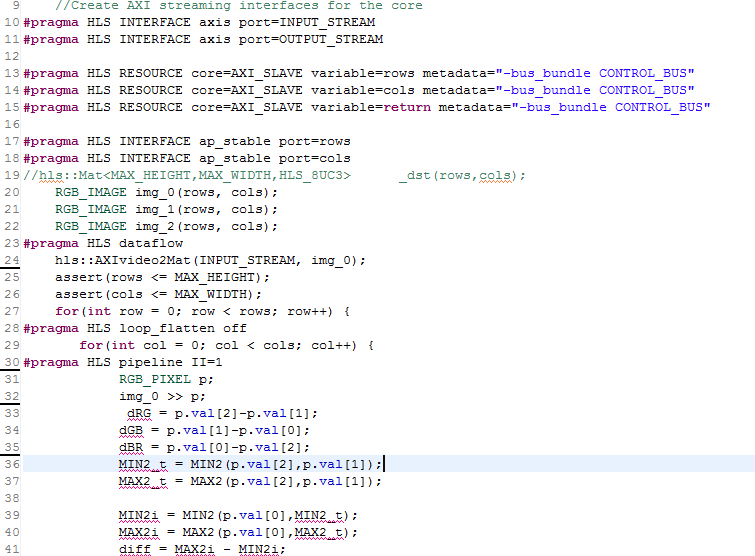 9 //Create AXI streaming interfaces for the core
10 #pragma HLS INTERFACE axis port=INPUT_STREAM
11 #pragma HLS INTERFACE axis port=OUTPUT_STREAM
12
13 #pragma HLS RESOURCE core=AXI_SLAVE variable=rows metadata="-bus_bundle CONTROL_BUS"
14 #pragma HLS RESOURCE core=AXI_SLAVE variable=cols metadata="-bus_bundle CONTROL_BUS"
15 #pragma HLS RESOURCE core=AXI_SLAVE variable=return metadata="-bus_bundle CONTROL_BUS"
16
17 #pragma HLS INTERFACE ap_stable port=rows
18 #pragma HLS INTERFACE ap_stable port=cols
19 //hls::Mat<MAX_HEIGHT,MAX_WIDTH,HLS_8UC3> _dst(rows,cols);
20 RGB_IMAGE img_0(rows, cols);
21 RGB_IMAGE img_1(rows, cols);
22 RGB_IMAGE img_2(rows, cols);
23 #pragma HLS dataflow
24 hls::AXIvideo2Mat(INPUT_STREAM, img_0);
25 assert(rows <= MAX_HEIGHT);
26 assert(cols <= MAX_WIDTH);
27 for(int row = 0; row < rows; row++) {
28 #pragma HLS loop_flatten off
29 for(int col = 0; col < cols; col++) {
30 #pragma HLS pipeline II=1
31 RGB_PIXEL p;
32 img_0 >> p;
33 dRG = p.val[2]-p.val[1];
34 dGB = p.val[1]-p.val[0];
35 dBR = p.val[0]-p.val[2];
36 MIN2_t = MIN2(p.val[2],p.val[1]);
37 MAX2_t = MAX2(p.val[2],p.val[1]);
38
39 MIN2i = MIN2(p.val[0],MIN2_t);
40 MAX2i = MAX2(p.val[0],MAX2_t);
41 diff = MAX2i - MIN2i;